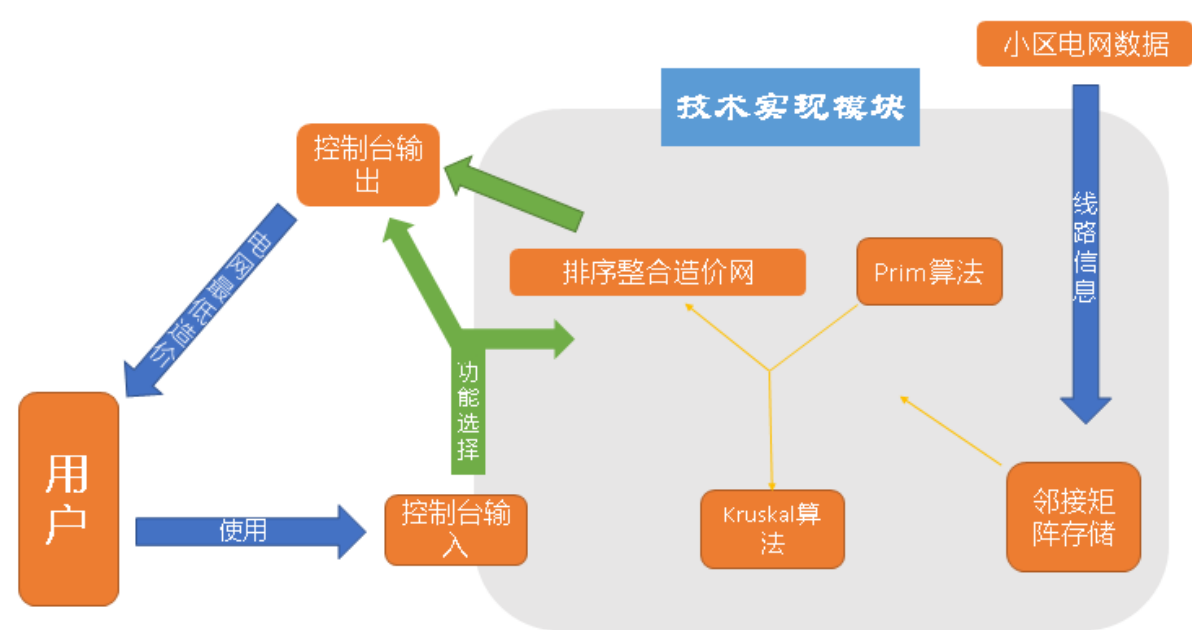 小区电网数据
技术实现模块
控制台输
出
线路信息
电网最低造价
排序整合造价网
Prim算法
功能选择
用户
使用
控制台输
入
Kruskal算
法
邻接矩
阵存储